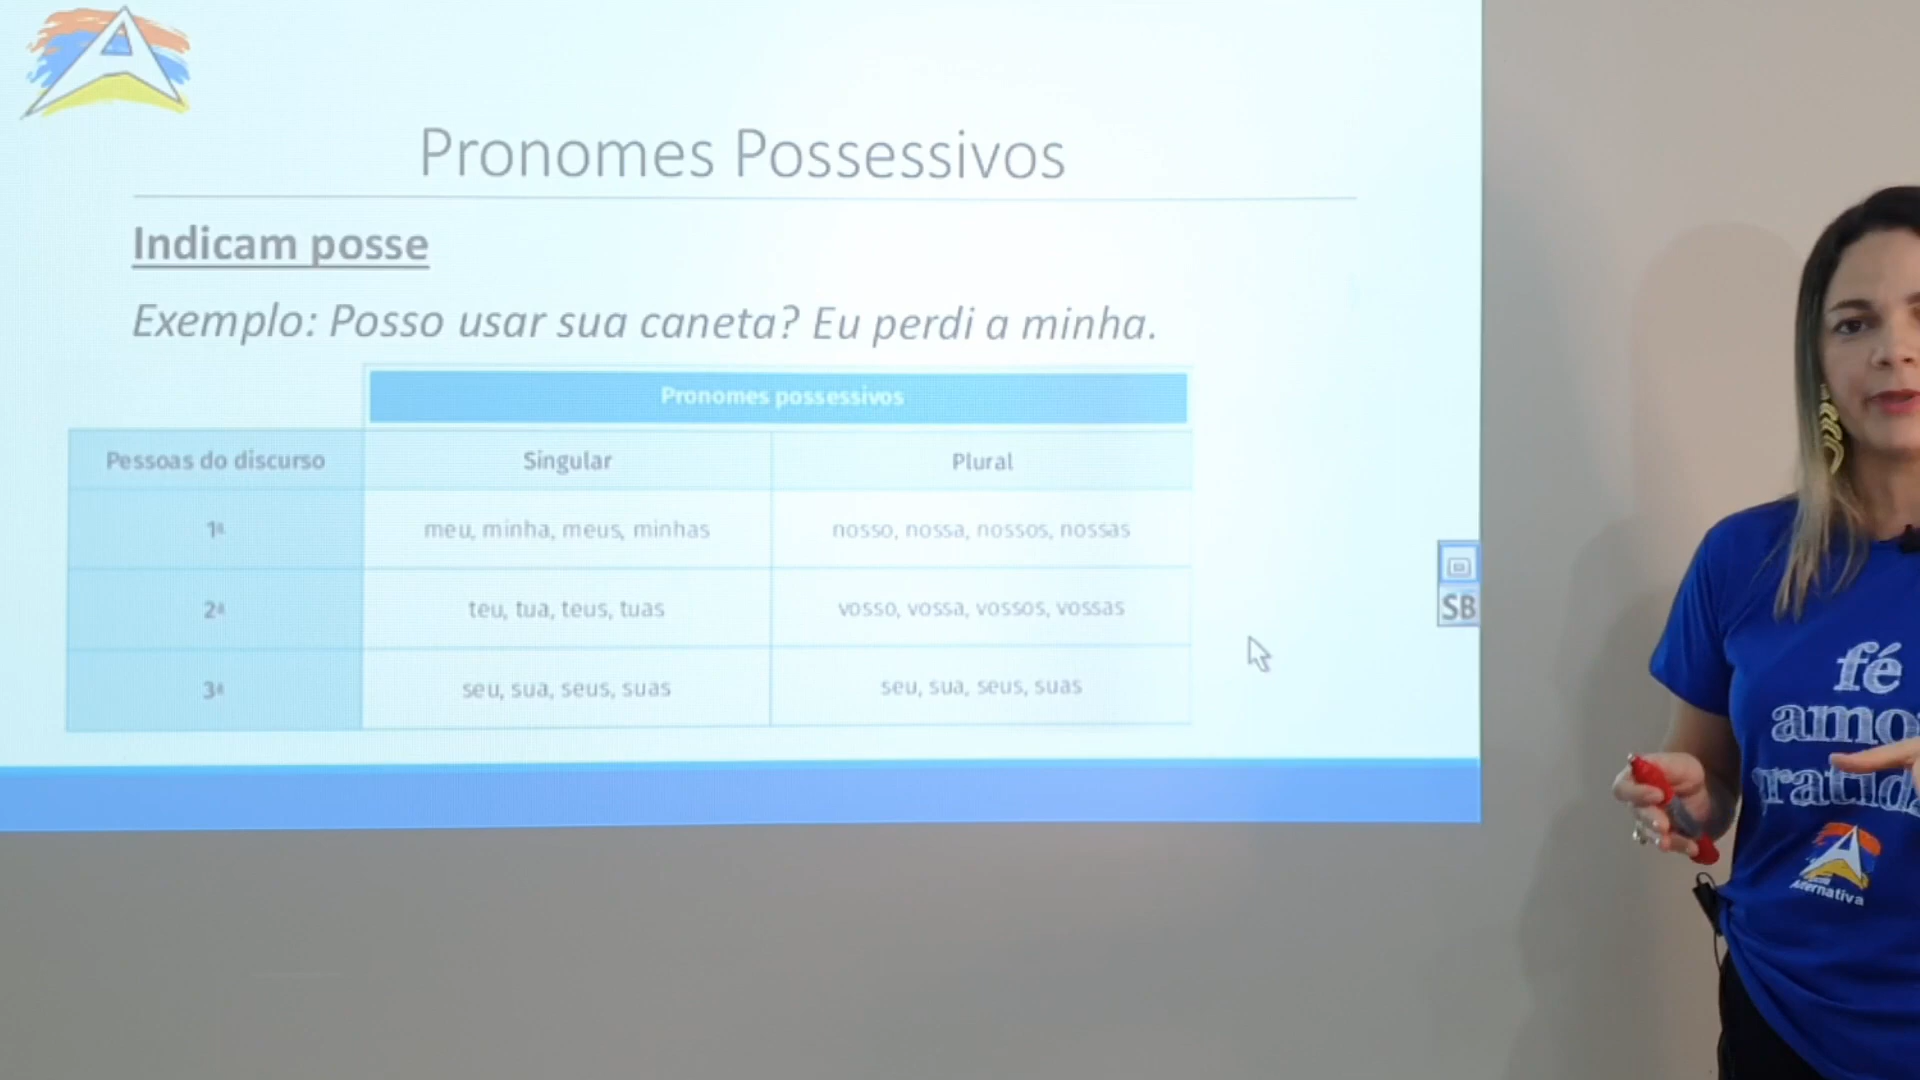 Pronomes Possessivos
Indicam posse
Exemplo: Posso usar sua caneta? Eu perdi a minha.
Pronomes possessivos
Pessoas do discurso Singular Plural
1ª meu, minha, meus, minhas nosso, nossa, nossos, nossas
2ª teu, tua, teus, tuas vosso, vossa, vossos, vossas
3ª seu, sua, seus, suas seu, sua, seus, suas
SB
fé
amo
Alternativa